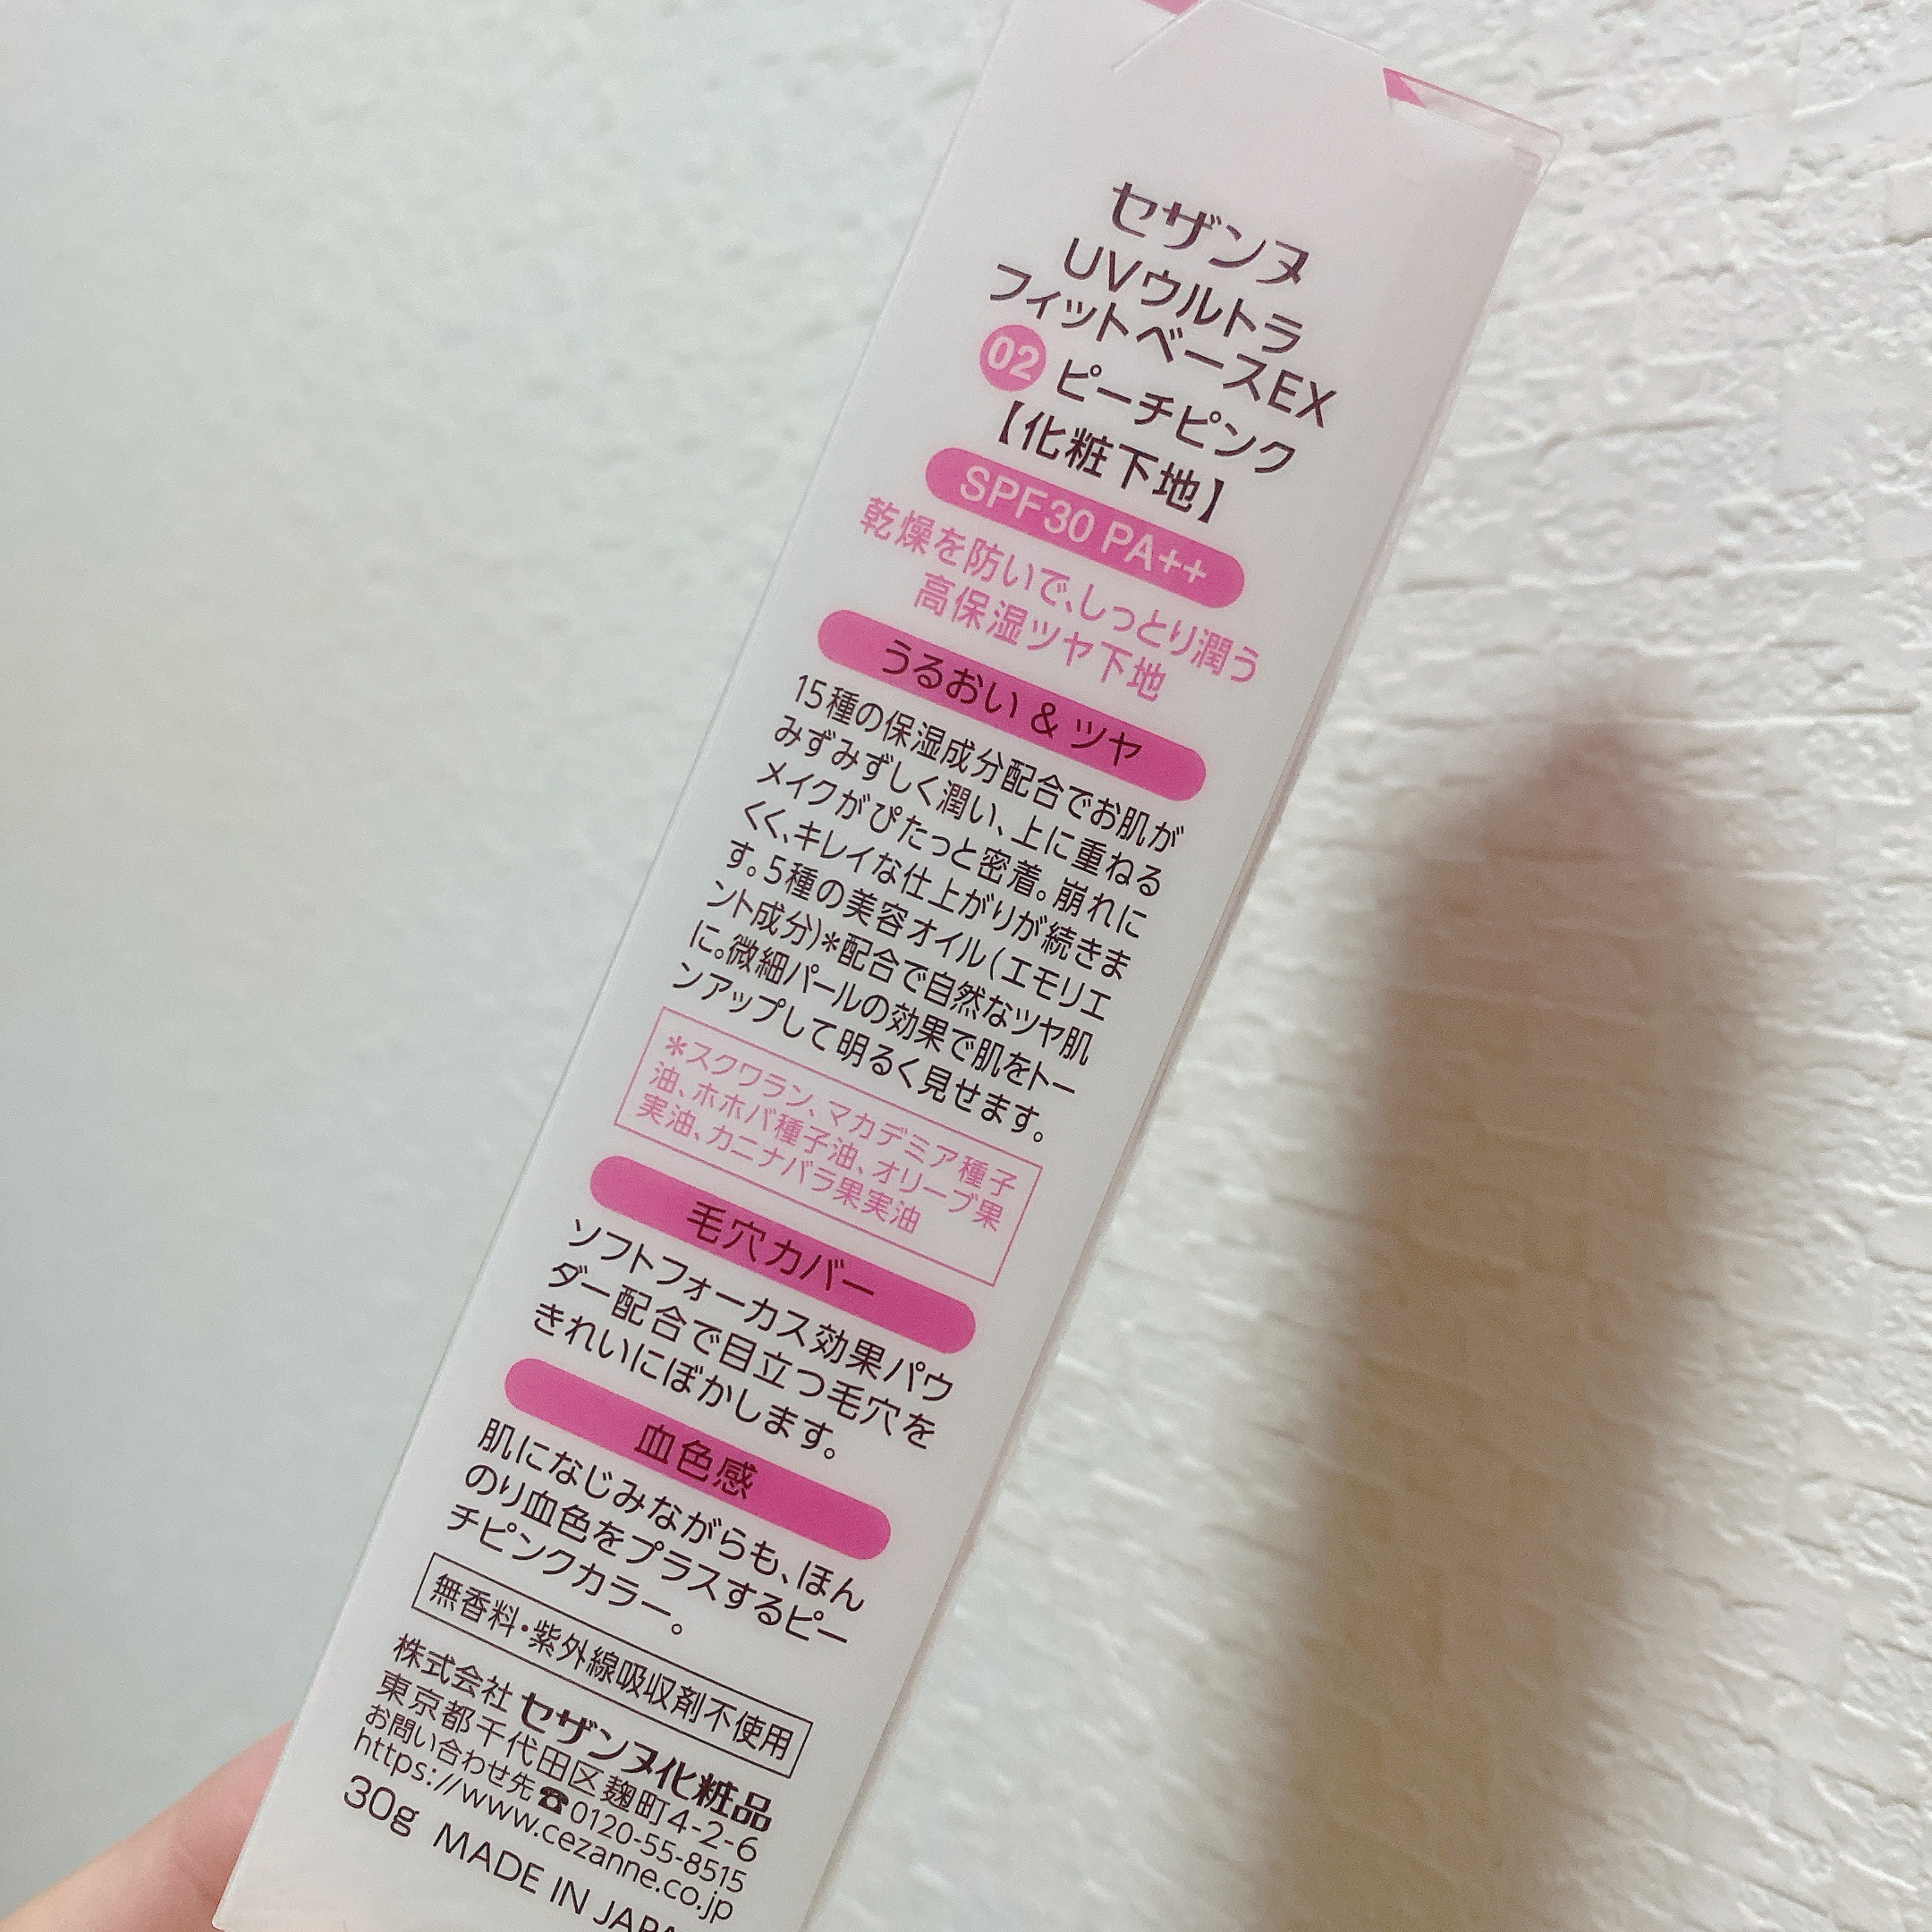 セザンヌ
UVウルトラ
フィットベースEX
02 ピーチピンク
【化粧下地】
SPF30 PA++
乾燥を防いで、しっとり潤う
高保湿ツヤ下地
うるおい & ツヤ
15種の保湿成分配合でお肌が
みずみずしく潤い、上に重ねる
メイクがぴたっと密着。崩れに
くく、キレイな仕上がりが続きま
す。5種の美容オイル(エモリエ
ント成分)*配合で自然なツヤ肌
に。微細パールの効果で肌をトー
ンアップして明るく見せます。
*スクワラン、マカデミア種子
油、ホホバ種子油、オリーブ果
実油、カニナバラ果実油
毛穴カバー
ソフトフォーカス効果パウ
ダー配合で目立つ毛穴を
きれいにぼかします。
血色感
肌になじみながらも、ほん
のり血色をプラスするピー
チピンクカラー。
無香料・紫外線吸収剤不使用
株式会社 セザンヌ化粧品
東京都千代田区麹町4-2-6
お問い合わせ先☎0120-55-8515
https://www.cezanne.co.jp
30g MADE IN JAPA